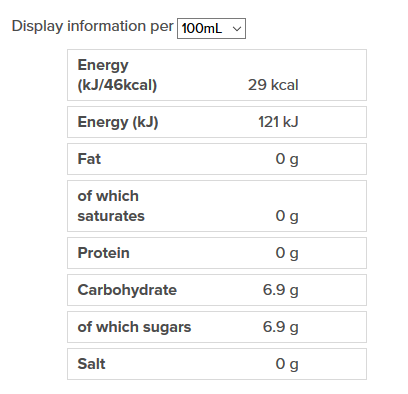 Display information per 100mL
Energy
(kJ/46kcal) 29 kcal
Energy (kJ) 121 kJ
Fat 0 g
of which
saturates 0 g
Protein 0 g
Carbohydrate 6.9 g
of which sugars 6.9 g
Salt 0 g